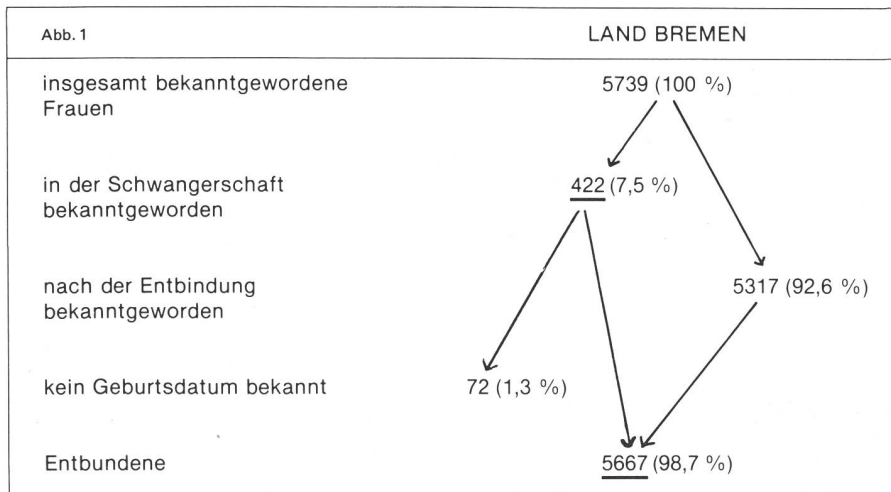 Abb. 1 LAND BREMEN
insgesamt bekanntgewordene 5739 (100 %)
Frauen
in der Schwangerschaft 422 (7,5 %)
bekanntgeworden
nach der Entbindung 5317 (92,6 %)
bekanntgeworden
kein Geburtsdatum bekannt 72 (1,3 %)
Entbundene 5667 (98,7 %)